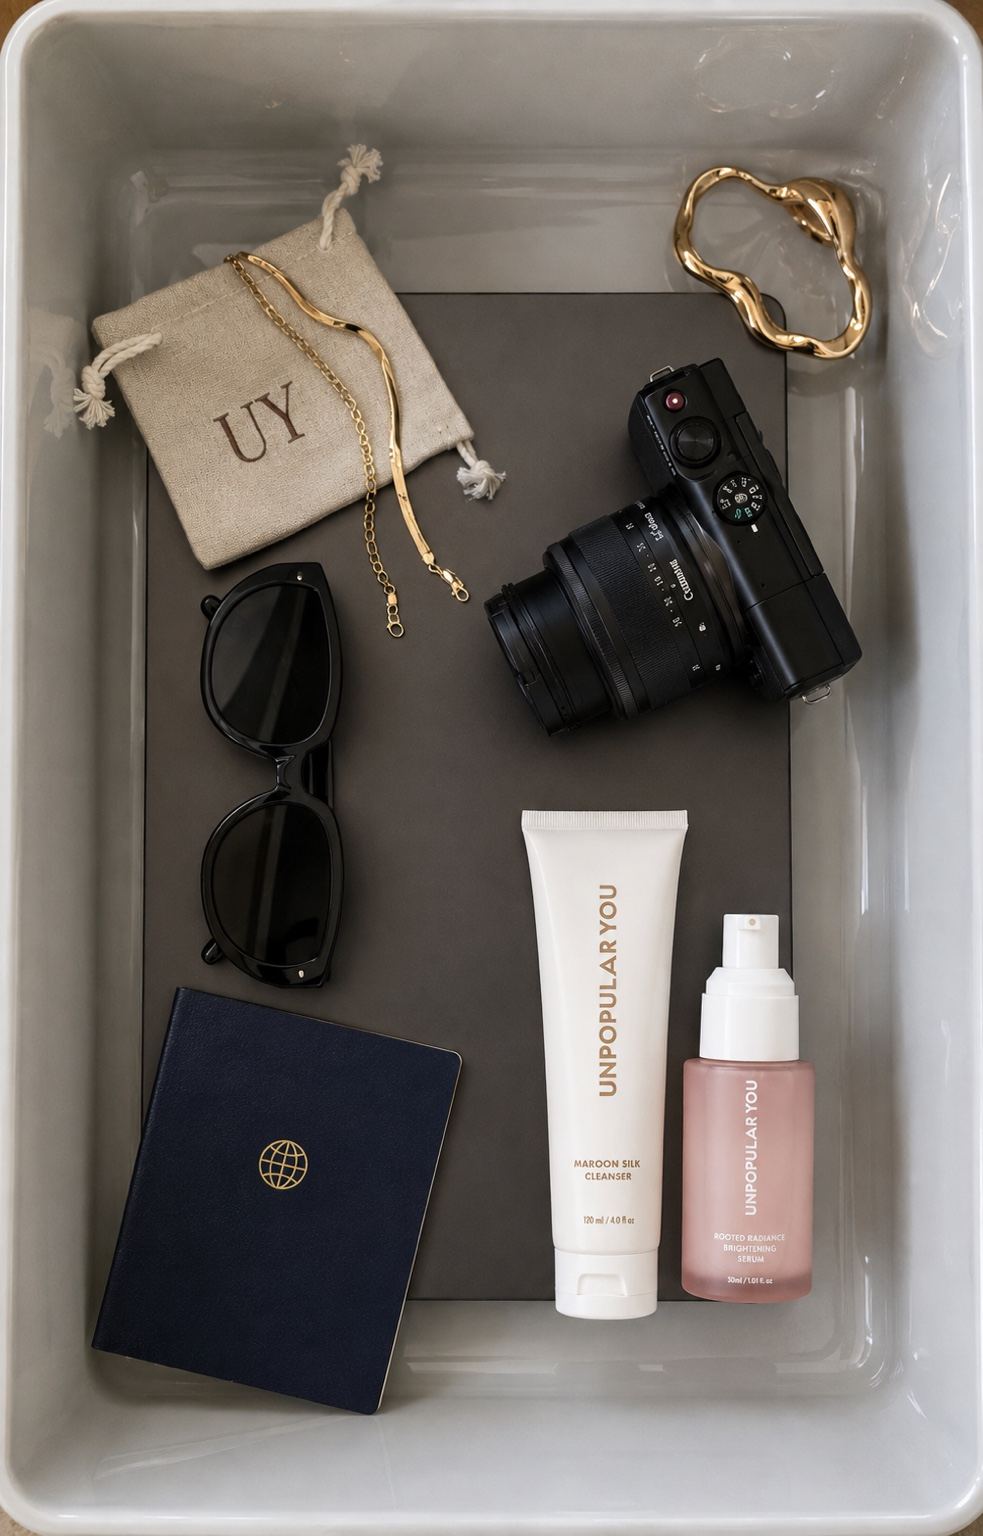 UY
UNPOPULAR YOU
MAROON SILK
CLEANSER
120 ml / 4.0 fl oz
UNPOPULAR YOU
ROOTED RADIANCE
BRIGHTENING
SERUM
30ml / 1.01 fl. oz